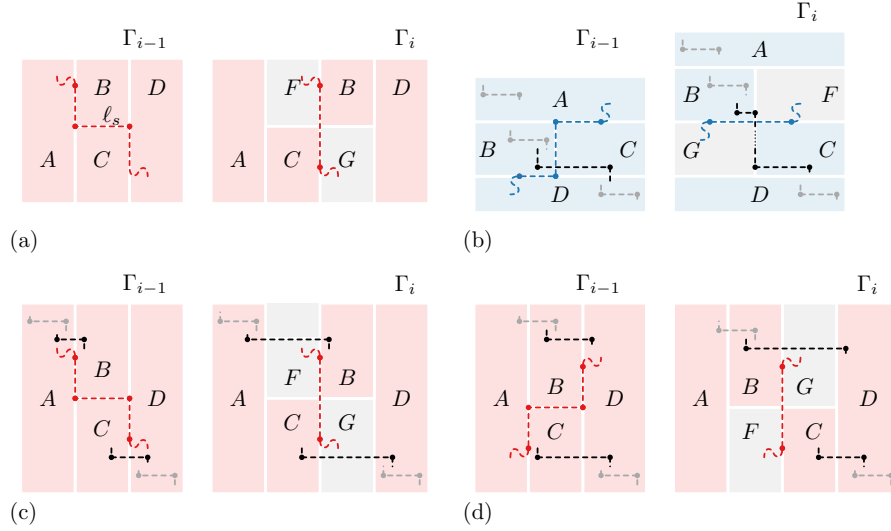 Γi−1 Γi Γi−1 Γi
A B C D ℓs
A F B C G D
A B C D
A B F G C D
(a) (b)
Γi−1 Γi Γi−1 Γi
A B C D
A F B C G D
A B C D
A B G F C D
(c) (d)